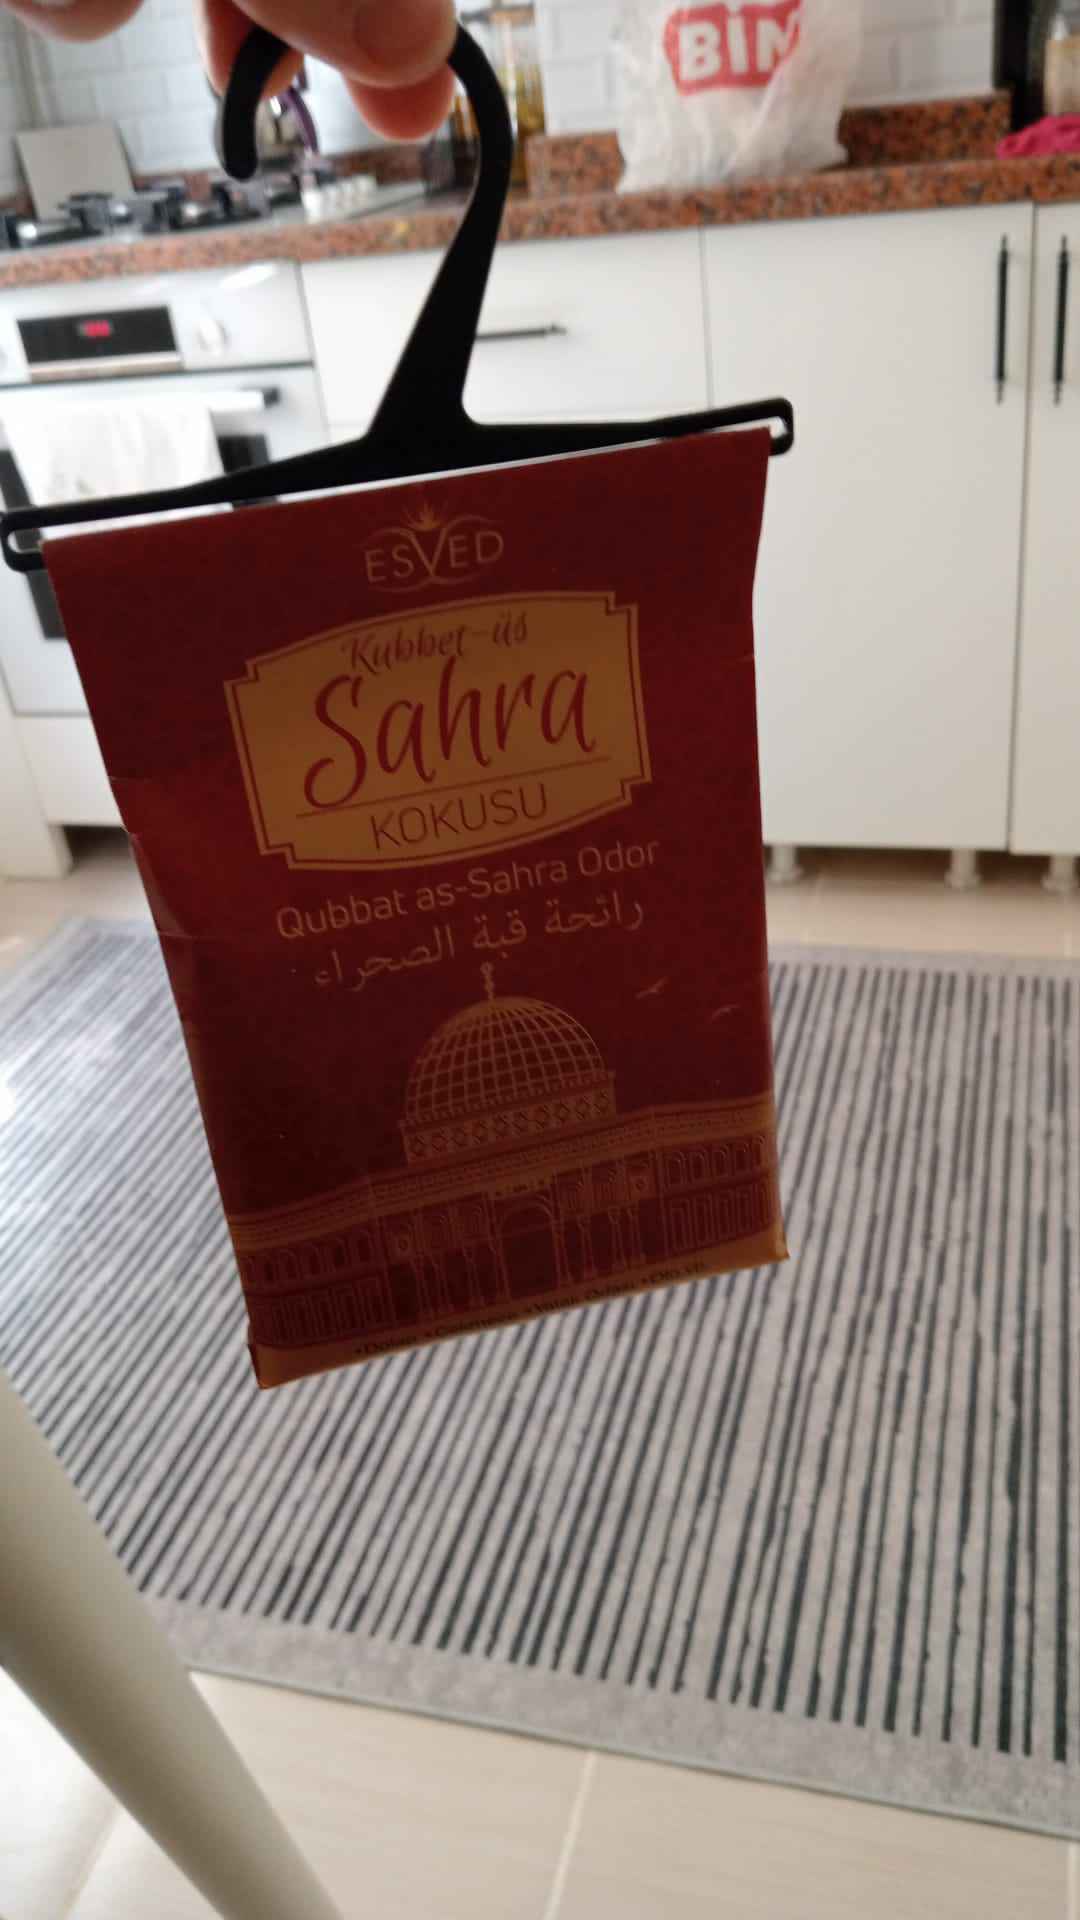 BİM
ESVED
Kubbet-üs
Sahra
KOKUSU
Qubbat as-Sahra Odor
رائحة قبة الصحراء